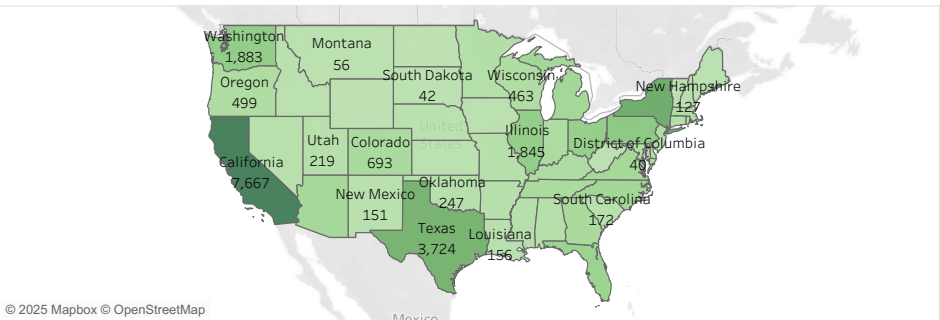 Washington
1,883
Montana
56
Oregon
499
South Dakota
42
Wisconsin
463
New Hampshire
127
United
States
Utah
219
Colorado
693
Illinois
1,845
District of Columbia
40
California
7,667
New Mexico
151
Oklahoma
247
South Carolina
172
Texas
3,724
Louisiana
156
© 2025 Mapbox © OpenStreetMap
Mexico